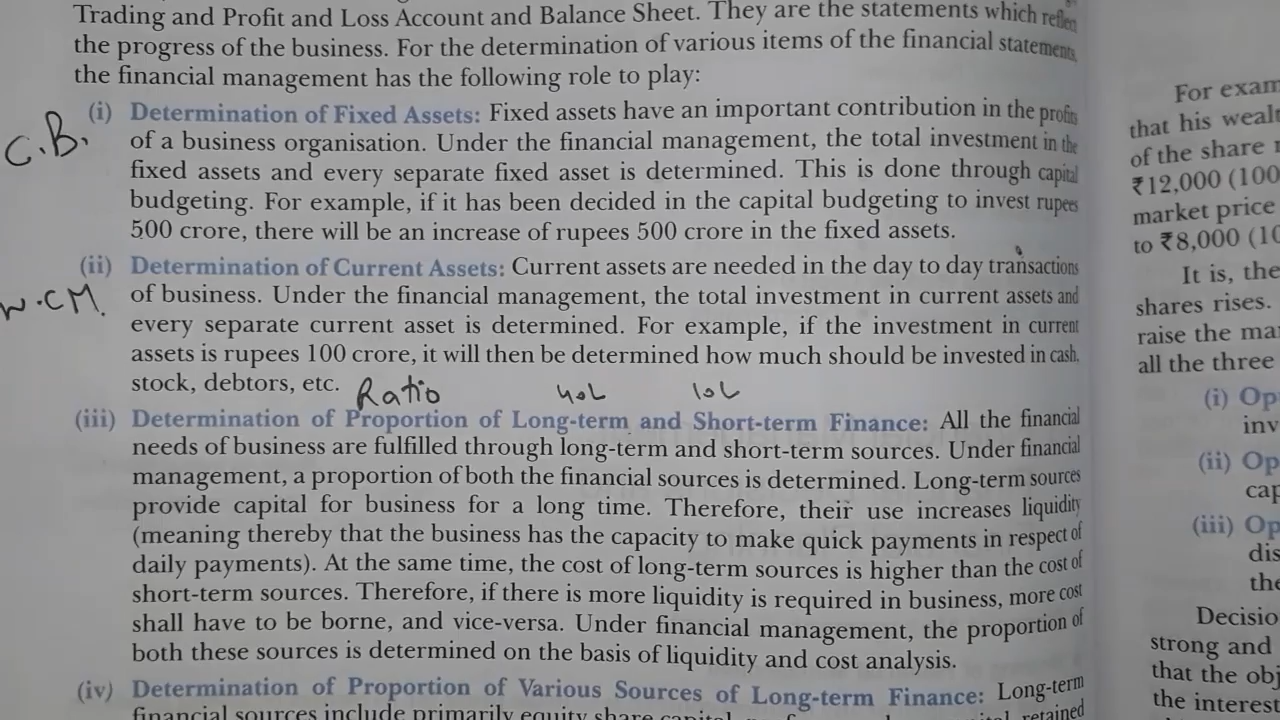 Trading and Profit and Loss Account and Balance Sheet. They are the statements which reflect
the progress of the business. For the determination of various items of the financial statements,
the financial management has the following role to play:
C.B.
(i) Determination of Fixed Assets: Fixed assets have an important contribution in the profits
of a business organisation. Under the financial management, the total investment in the
fixed assets and every separate fixed asset is determined. This is done through capital
budgeting. For example, if it has been decided in the capital budgeting to invest rupees
500 crore, there will be an increase of rupees 500 crore in the fixed assets.
(ii) Determination of Current Assets: Current assets are needed in the day to day transactions
W.CM.
of business. Under the financial management, the total investment in current assets and
every separate current asset is determined. For example, if the investment in current
assets is rupees 100 crore, it will then be determined how much should be invested in cash,
stock, debtors, etc.
Ratio 40L 10L
(iii) Determination of Proportion of Long-term and Short-term Finance: All the financial
needs of business are fulfilled through long-term and short-term sources. Under financial
management, a proportion of both the financial sources is determined. Long-term sources
provide capital for business for a long time. Therefore, their use increases liquidity
(meaning thereby that the business has the capacity to make quick payments in respect of
daily payments). At the same time, the cost of long-term sources is higher than the cost of
short-term sources. Therefore, if there is more liquidity is required in business, more cost
shall have to be borne, and vice-versa. Under financial management, the proportion of
both these sources is determined on the basis of liquidity and cost analysis.
(iv) Determination of Proportion of Various Sources of Long-term Finance: Long-term
financial sources include primarily equity share capital, retained
For exam
that his wealt
of the share
₹12,000 (100
market price
to ₹8,000 (10
It is, the
shares rises.
raise the mar
all the three
(i) Op
inv
(ii) Op
cap
(iii) Op
dis
the
Decisio
strong and
that the obj
the interest